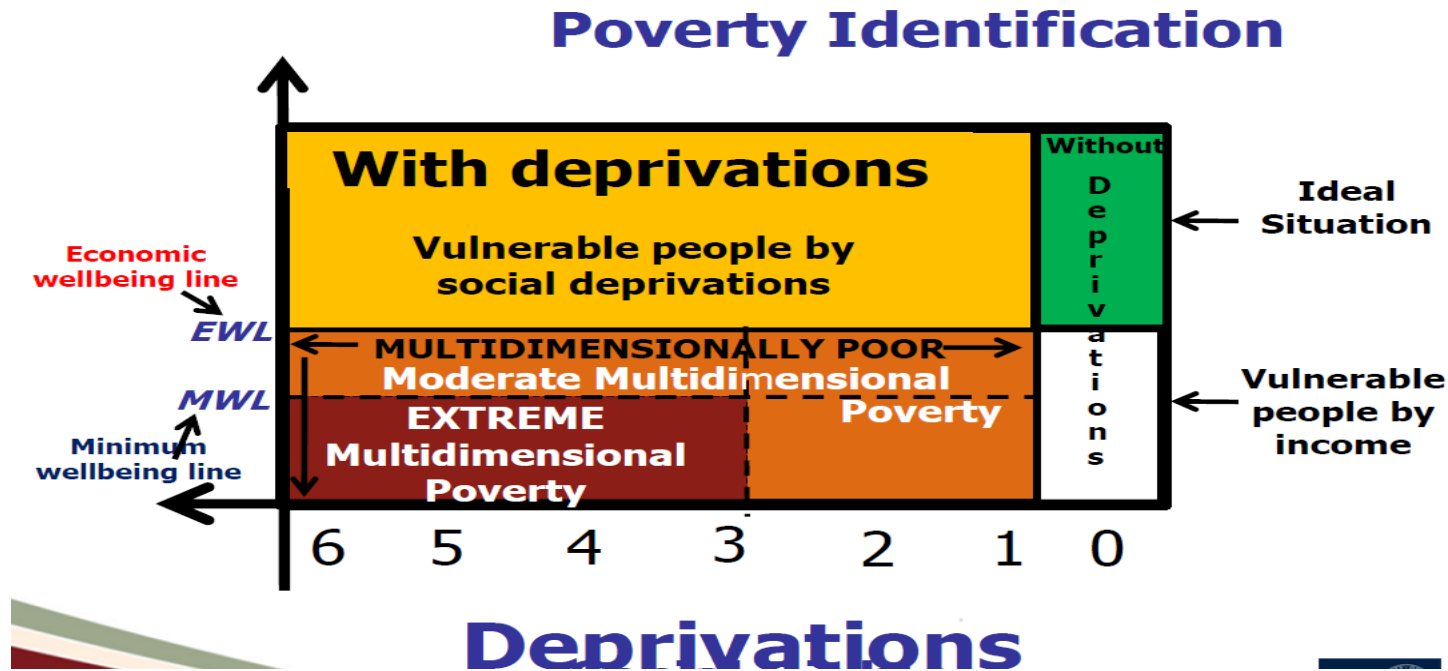 Poverty Identification
With deprivations
Vulnerable people by
social deprivations
Without
Deprivations
Ideal
Situation
Economic
wellbeing line
EWL
MULTIDIMENSIONALLY POOR
Moderate Multidimensional
Poverty
MWL
EXTREME
Multidimensional
Poverty
Minimum
wellbeing line
Vulnerable
people by
income
6 5 4 3 2 1 0
Deprivations